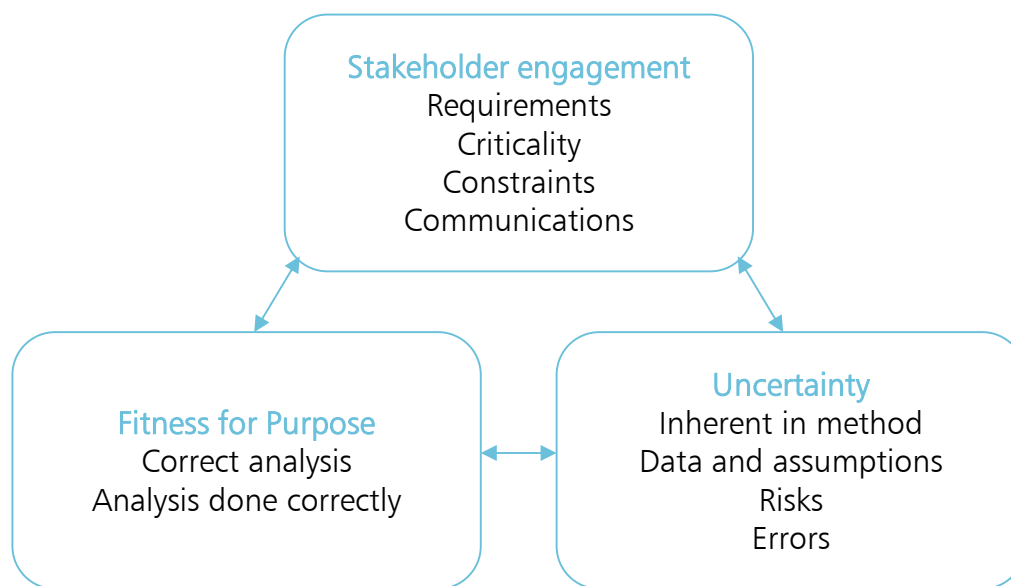 Stakeholder engagement
Requirements
Criticality
Constraints
Communications
Fitness for Purpose
Correct analysis
Analysis done correctly
Uncertainty
Inherent in method
Data and assumptions
Risks
Errors